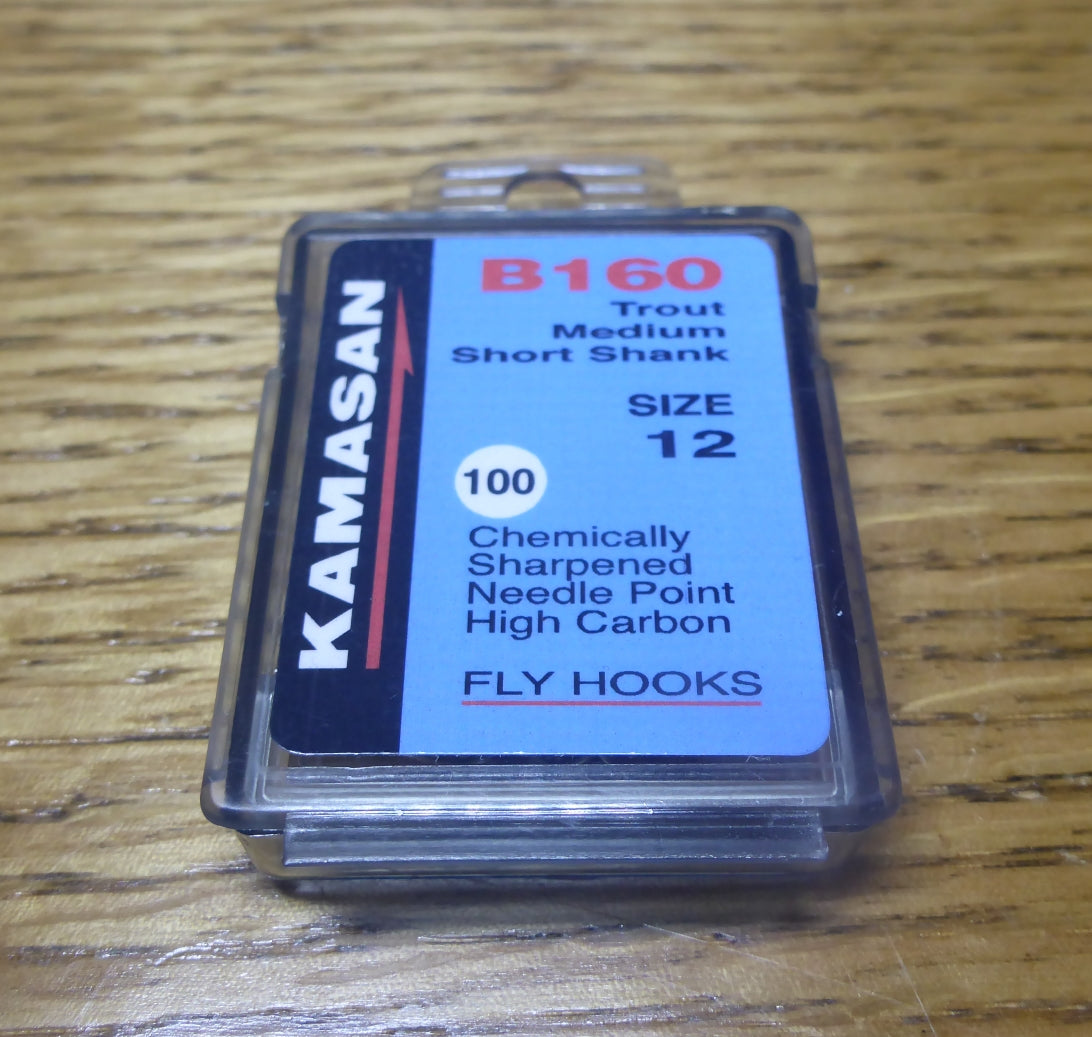 KAMASAN
B160
Trout
Medium
Short Shank
SIZE
12
100
Chemically
Sharpened
Needle Point
High Carbon
FLY HOOKS